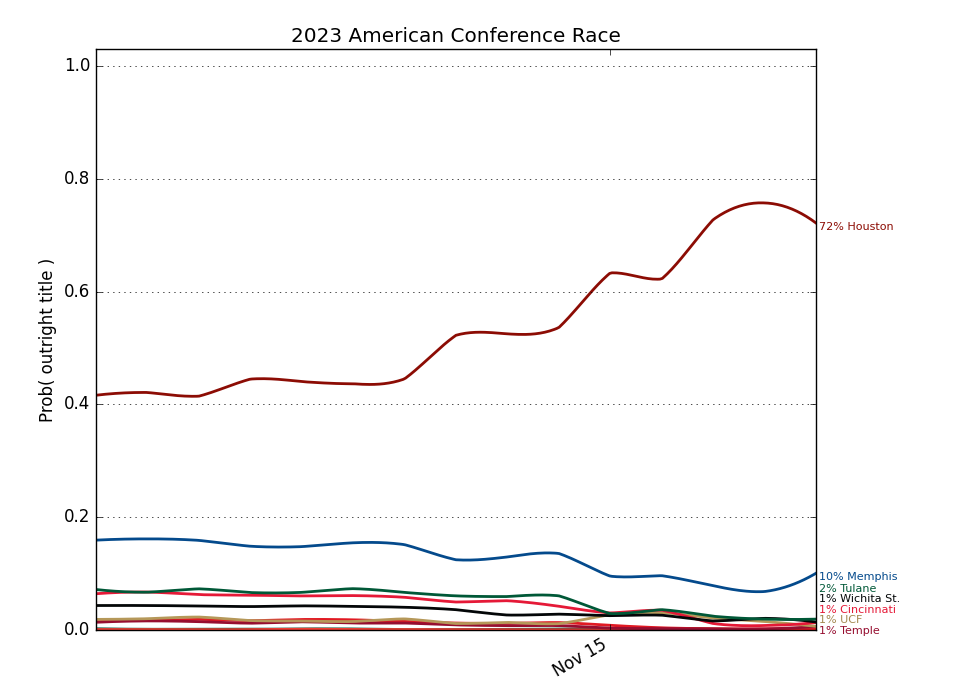 2023 American Conference Race
1.0
0.8
0.6
0.4
0.2
0.0
Prob( outright title )
Nov 15
72% Houston
10% Memphis
2% Tulane
1% Wichita St.
1% Cincinnati
1% UCF
1% Temple